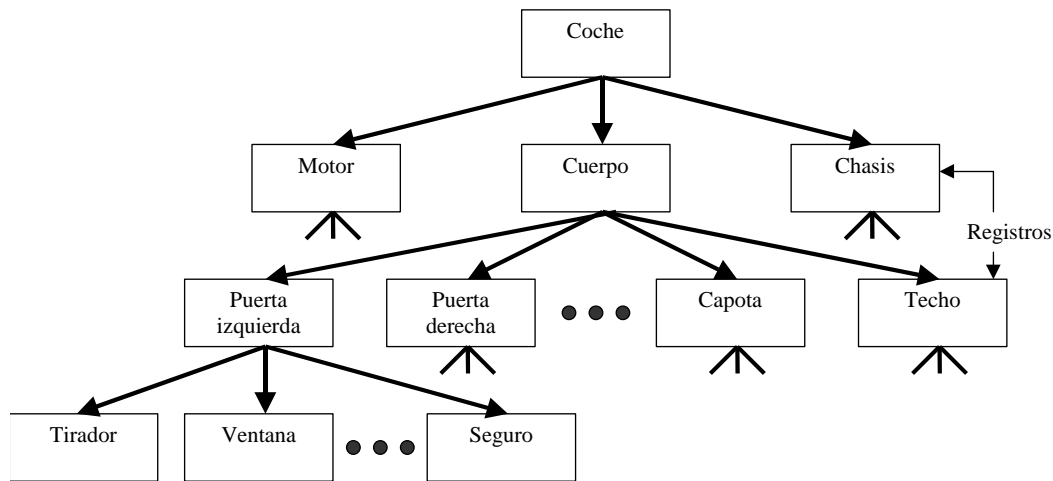 Coche
Motor
Cuerpo
Chasis
Registros
Puerta
izquierda
Puerta
derecha
Capota
Techo
Tirador
Ventana
Seguro